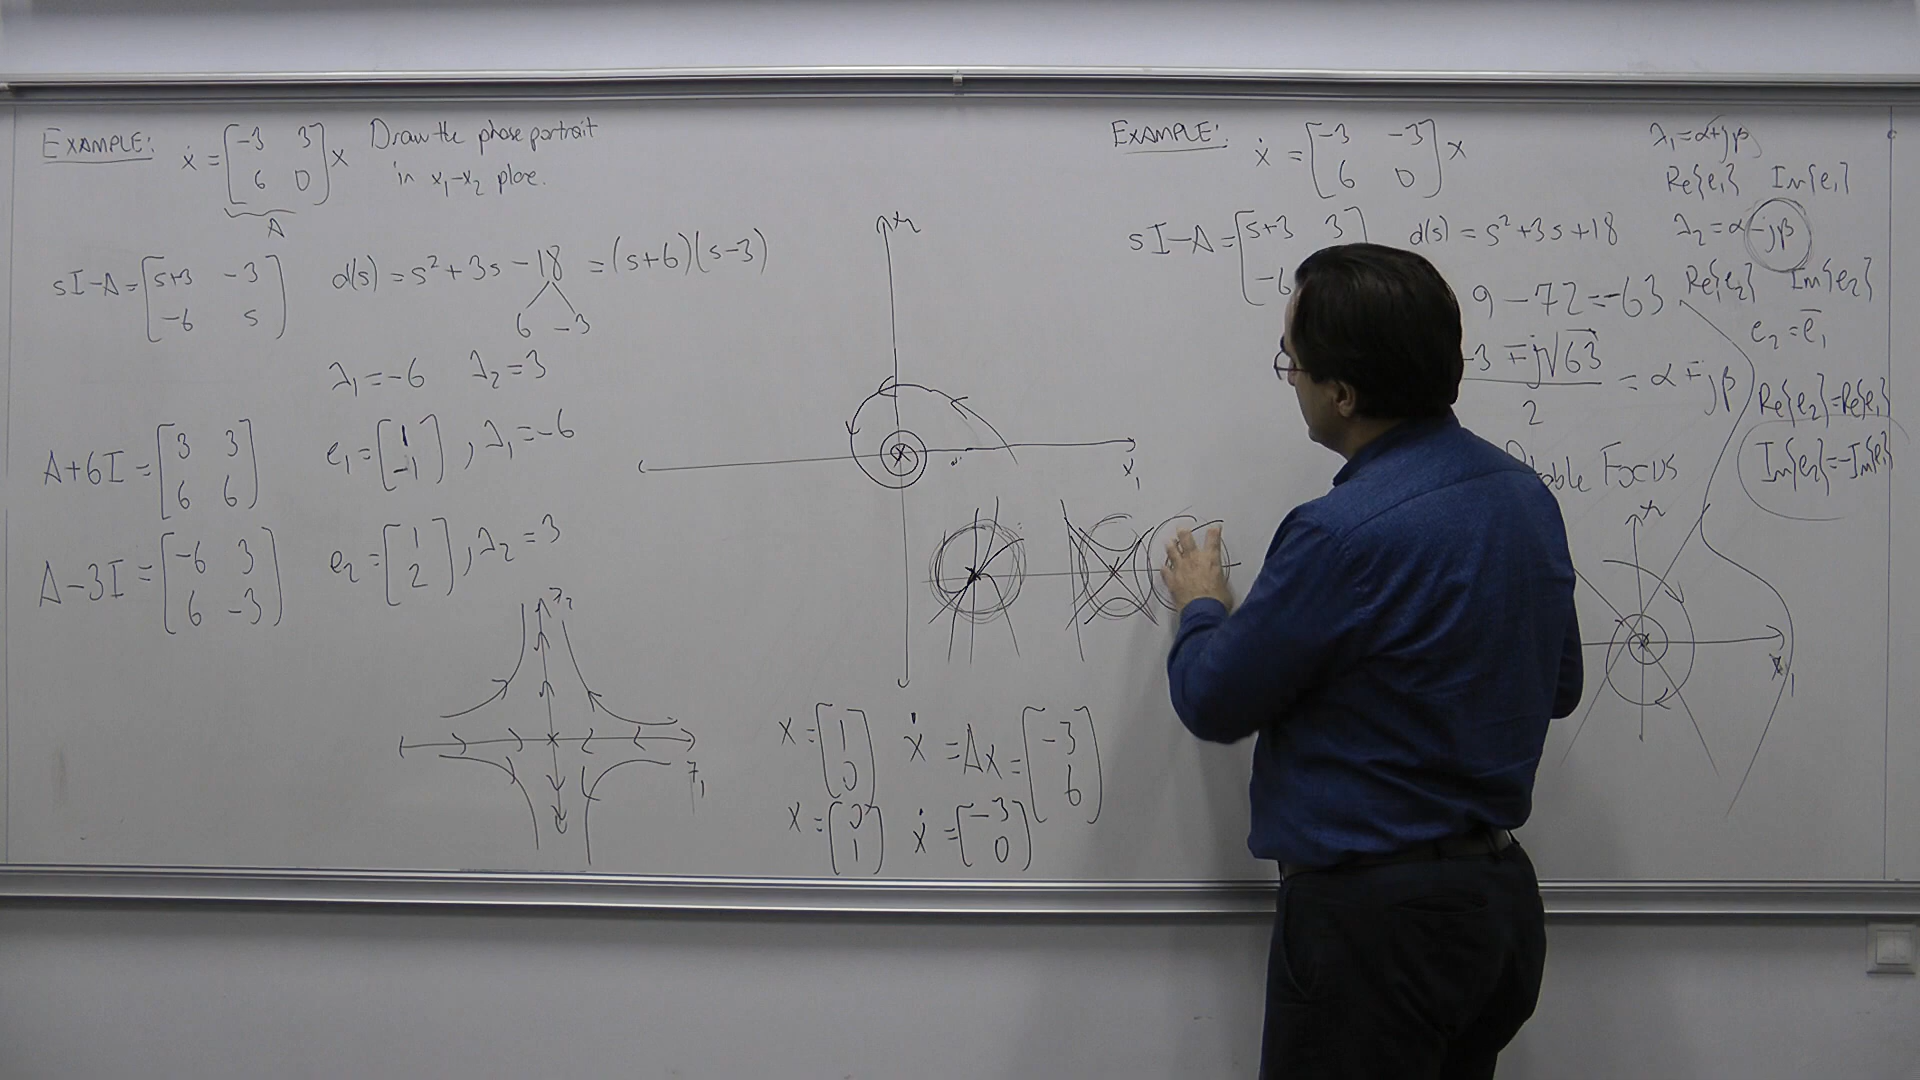 EXAMPLE: ẋ = [-3 3; 6 0] x Draw the phase portrait
in x₁-x₂ plane.
A
sI-A = [s+3 -3; -6 s] d(s) = s²+3s-18 = (s+6)(s-3)
6 -3
λ₁=-6 λ₂=3
A+6I = [3 3; 6 6] e₁ = [1; -1], λ₁=-6
A-3I = [-6 3; 6 -3] e₂ = [1; 2], λ₂=3
z₂
z₁
x₂
x₁
x = [1; 0] ẋ = Ax = [-3; 6]
x = [0; 1] ẋ = [-3; 0]
EXAMPLE: ẋ = [-3 -3; 6 0] x
sI-A = [s+3 3; -6 d(s) = s²+3s+18
9-72=-63
-3 ∓j√63 / 2 = α∓jβ
Focus
x₂
x₁
λ₁=α+jβ
Re{e₁} Im{e₁}
λ₂=α-jβ
Re{e₂} Im{e₂}
e₂=ē₁
Re{e₂}=Re{e₁}
Im{e₂}=-Im{e₁}